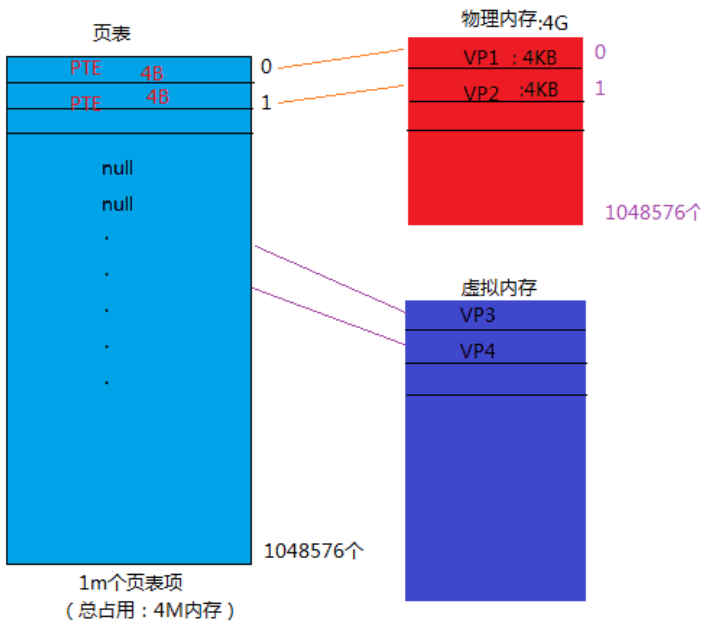 页表
PTE 4B 0
PTE 4B 1
null
null
1048576个
1m个页表项
（总占用：4M内存）
物理内存:4G
VP1 : 4KB 0
VP2 :4KB 1
1048576个
虚拟内存
VP3
VP4